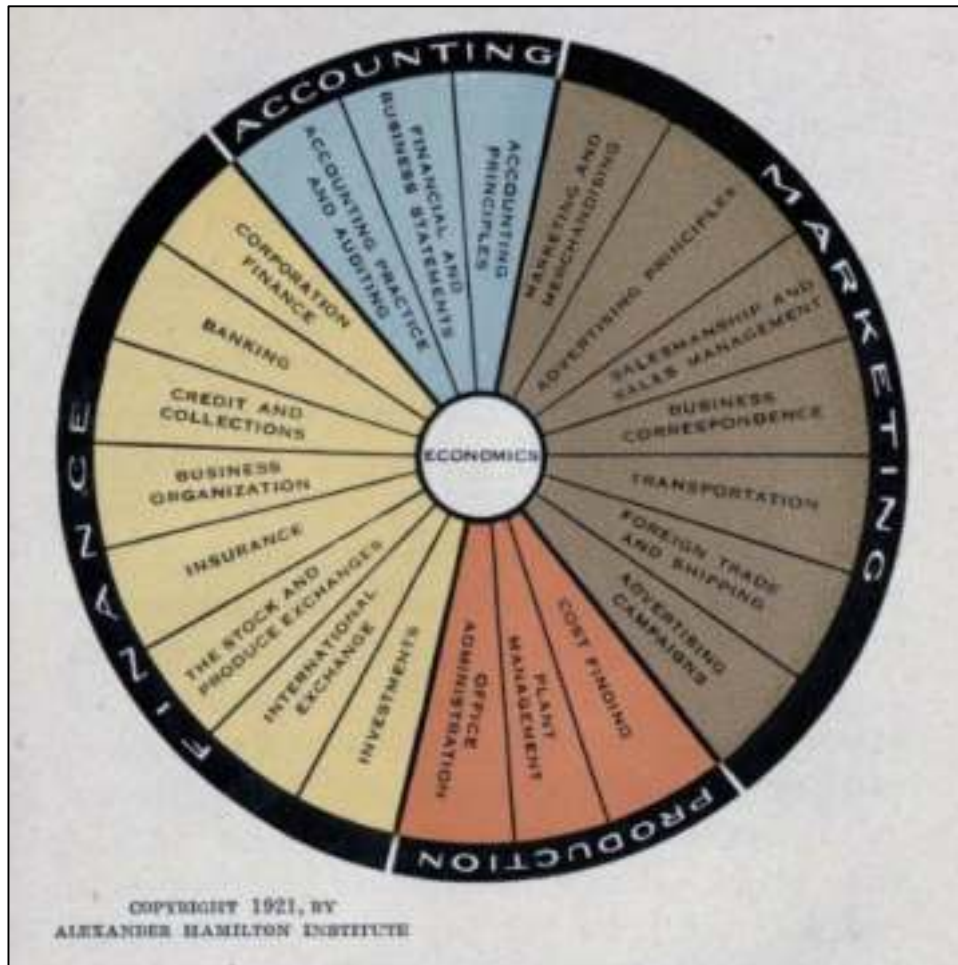 ACCOUNTING
ACCOUNTING PRACTICE
AND AUDITING
FINANCIAL AND
BUSINESS STATEMENTS
ACCOUNTING
PRINCIPLES
MARKETING
MARKETING AND
MERCHANDISING
ADVERTISING PRINCIPLES
SALESMANSHIP AND
SALES MANAGEMENT
BUSINESS
CORRESPONDENCE
TRANSPORTATION
FOREIGN TRADE
AND SHIPPING
ADVERTISING
CAMPAIGNS
PRODUCTION
COST FINDING
PLANT
MANAGEMENT
OFFICE
ADMINISTRATION
FINANCE
INVESTMENTS
INTERNATIONAL
EXCHANGE
THE STOCK AND
PRODUCE EXCHANGES
INSURANCE
BUSINESS
ORGANIZATION
CREDIT AND
COLLECTIONS
BANKING
CORPORATION
FINANCE
ECONOMICS
COPYRIGHT 1921, BY
ALEXANDER HAMILTON INSTITUTE